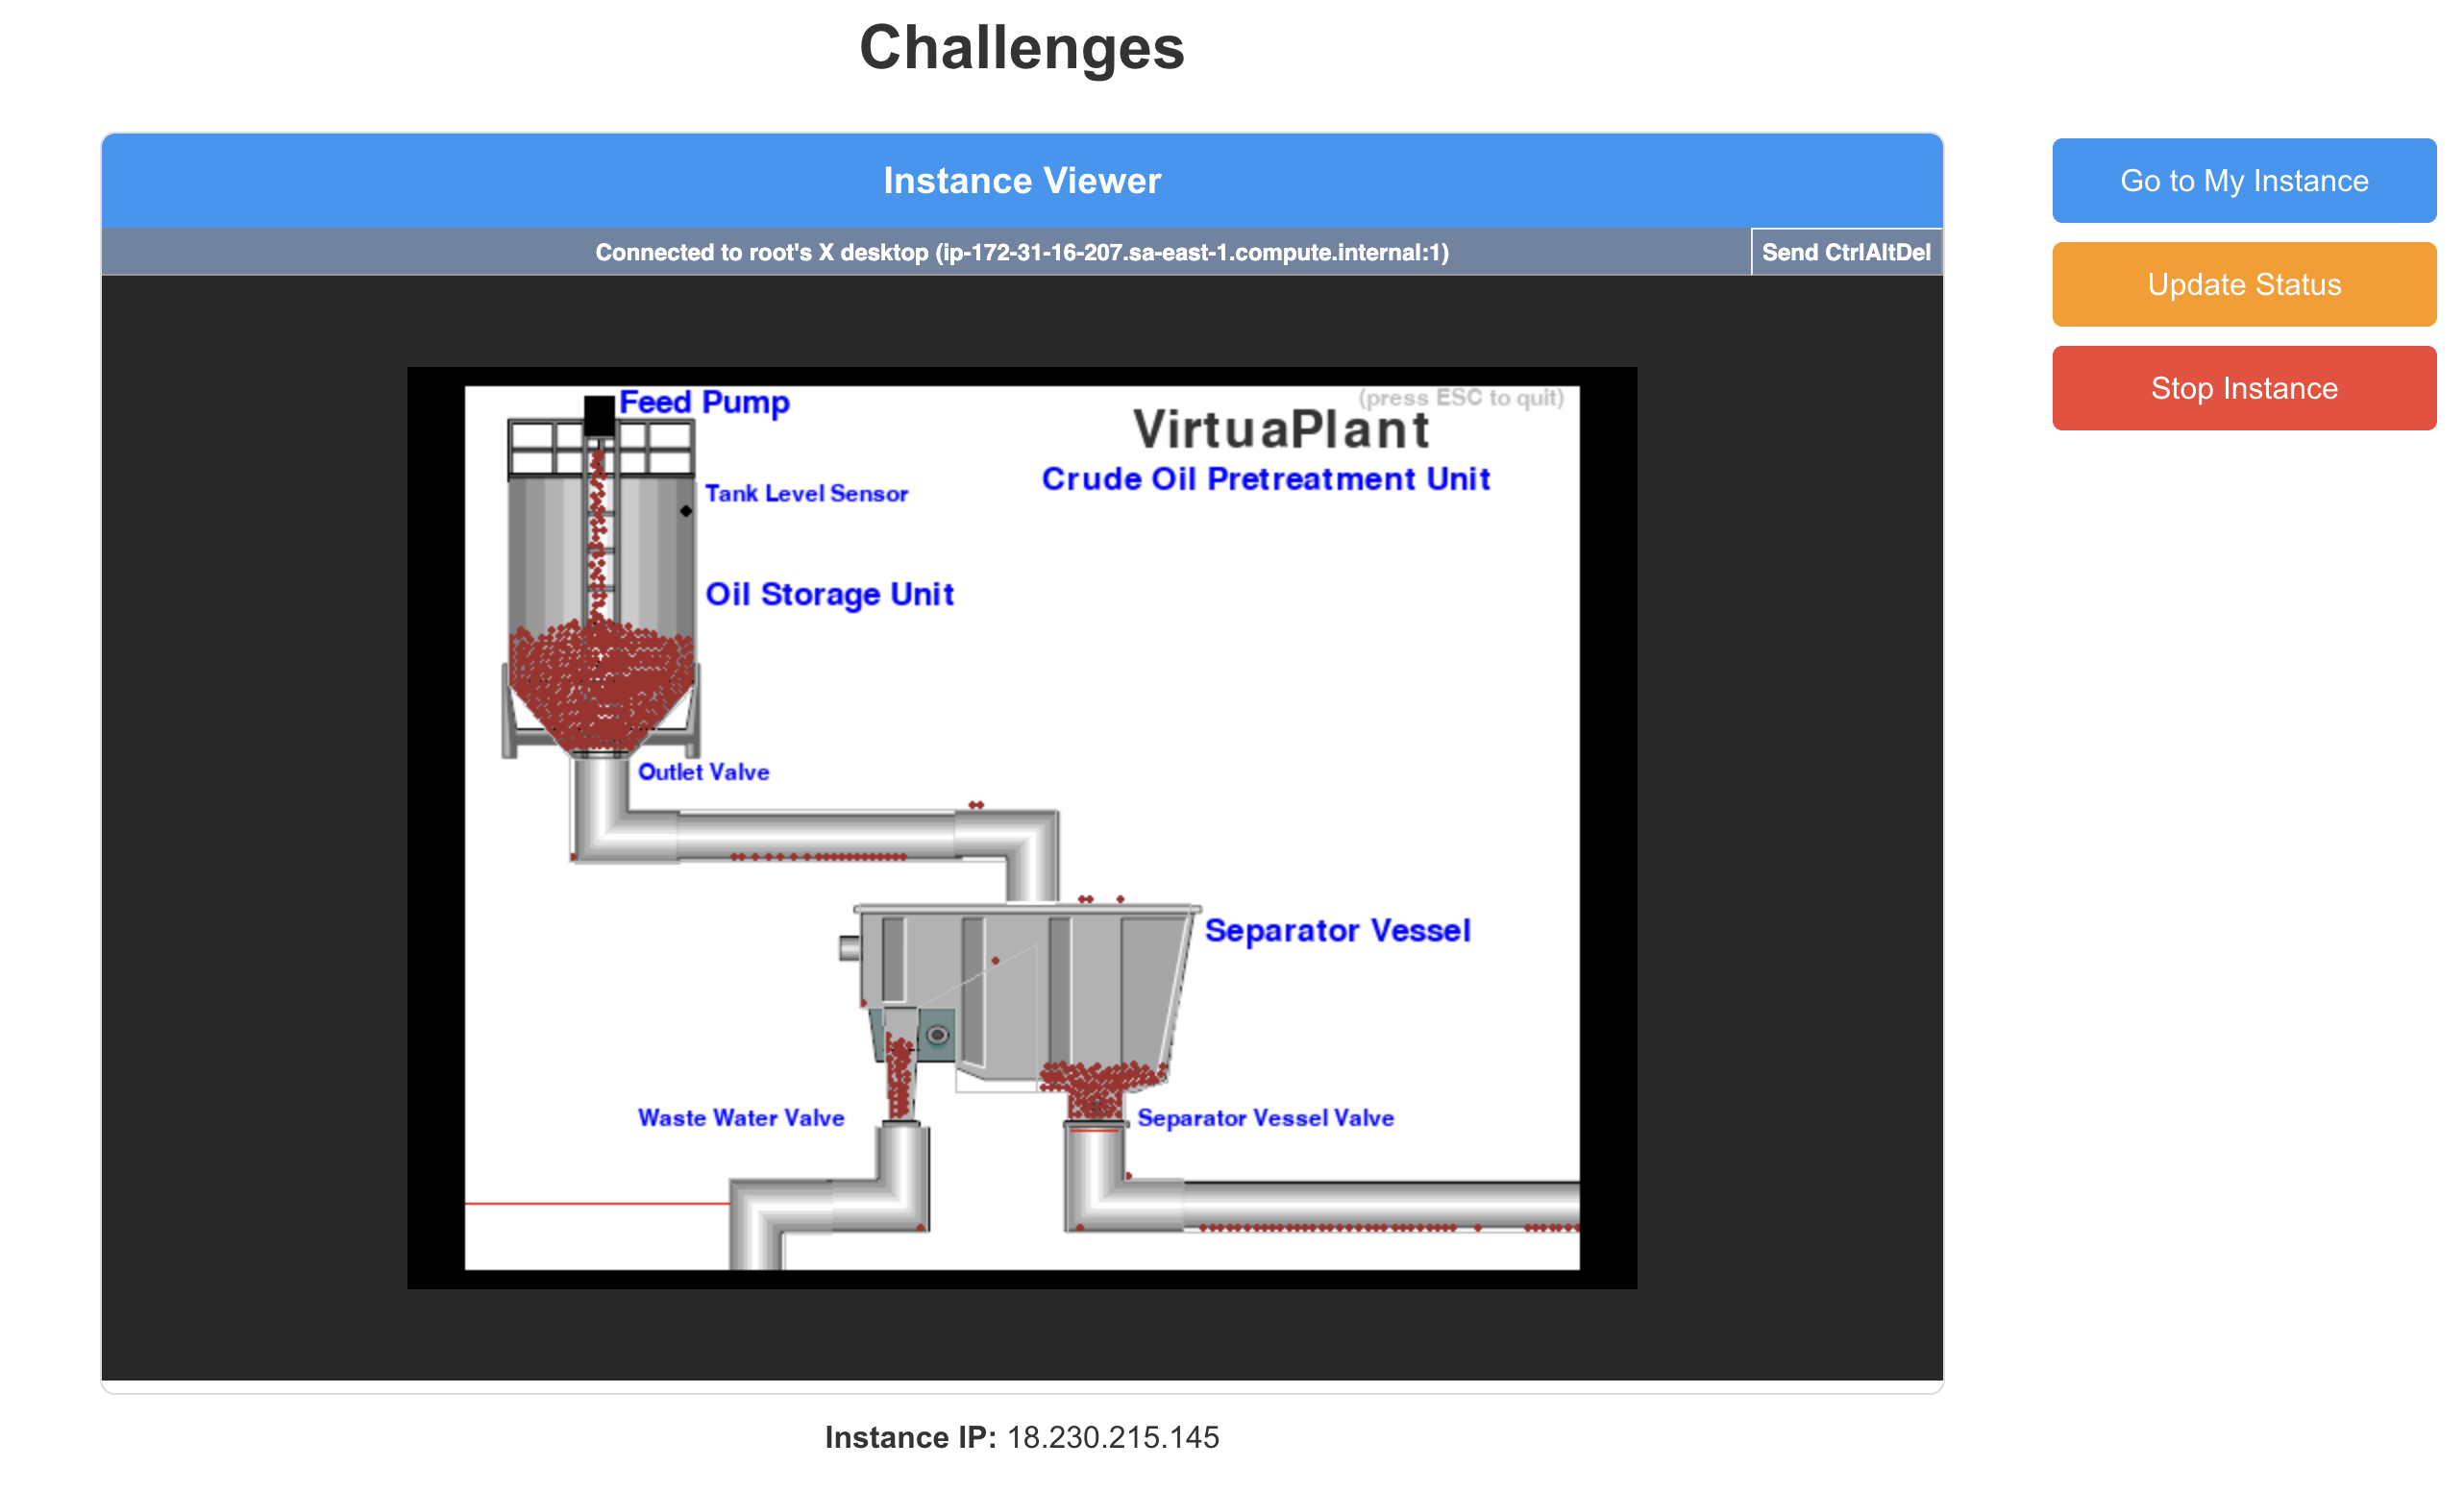 Challenges
Instance Viewer
Go to My Instance
Connected to root's X desktop (ip-172-31-16-207.sa-east-1.compute.internal:1)
Send CtrlAltDel
Update Status
Stop Instance
Feed Pump
(press ESC to quit)
VirtuaPlant
Crude Oil Pretreatment Unit
Tank Level Sensor
Oil Storage Unit
Outlet Valve
Separator Vessel
Waste Water Valve
Separator Vessel Valve
Instance IP: 18.230.215.145